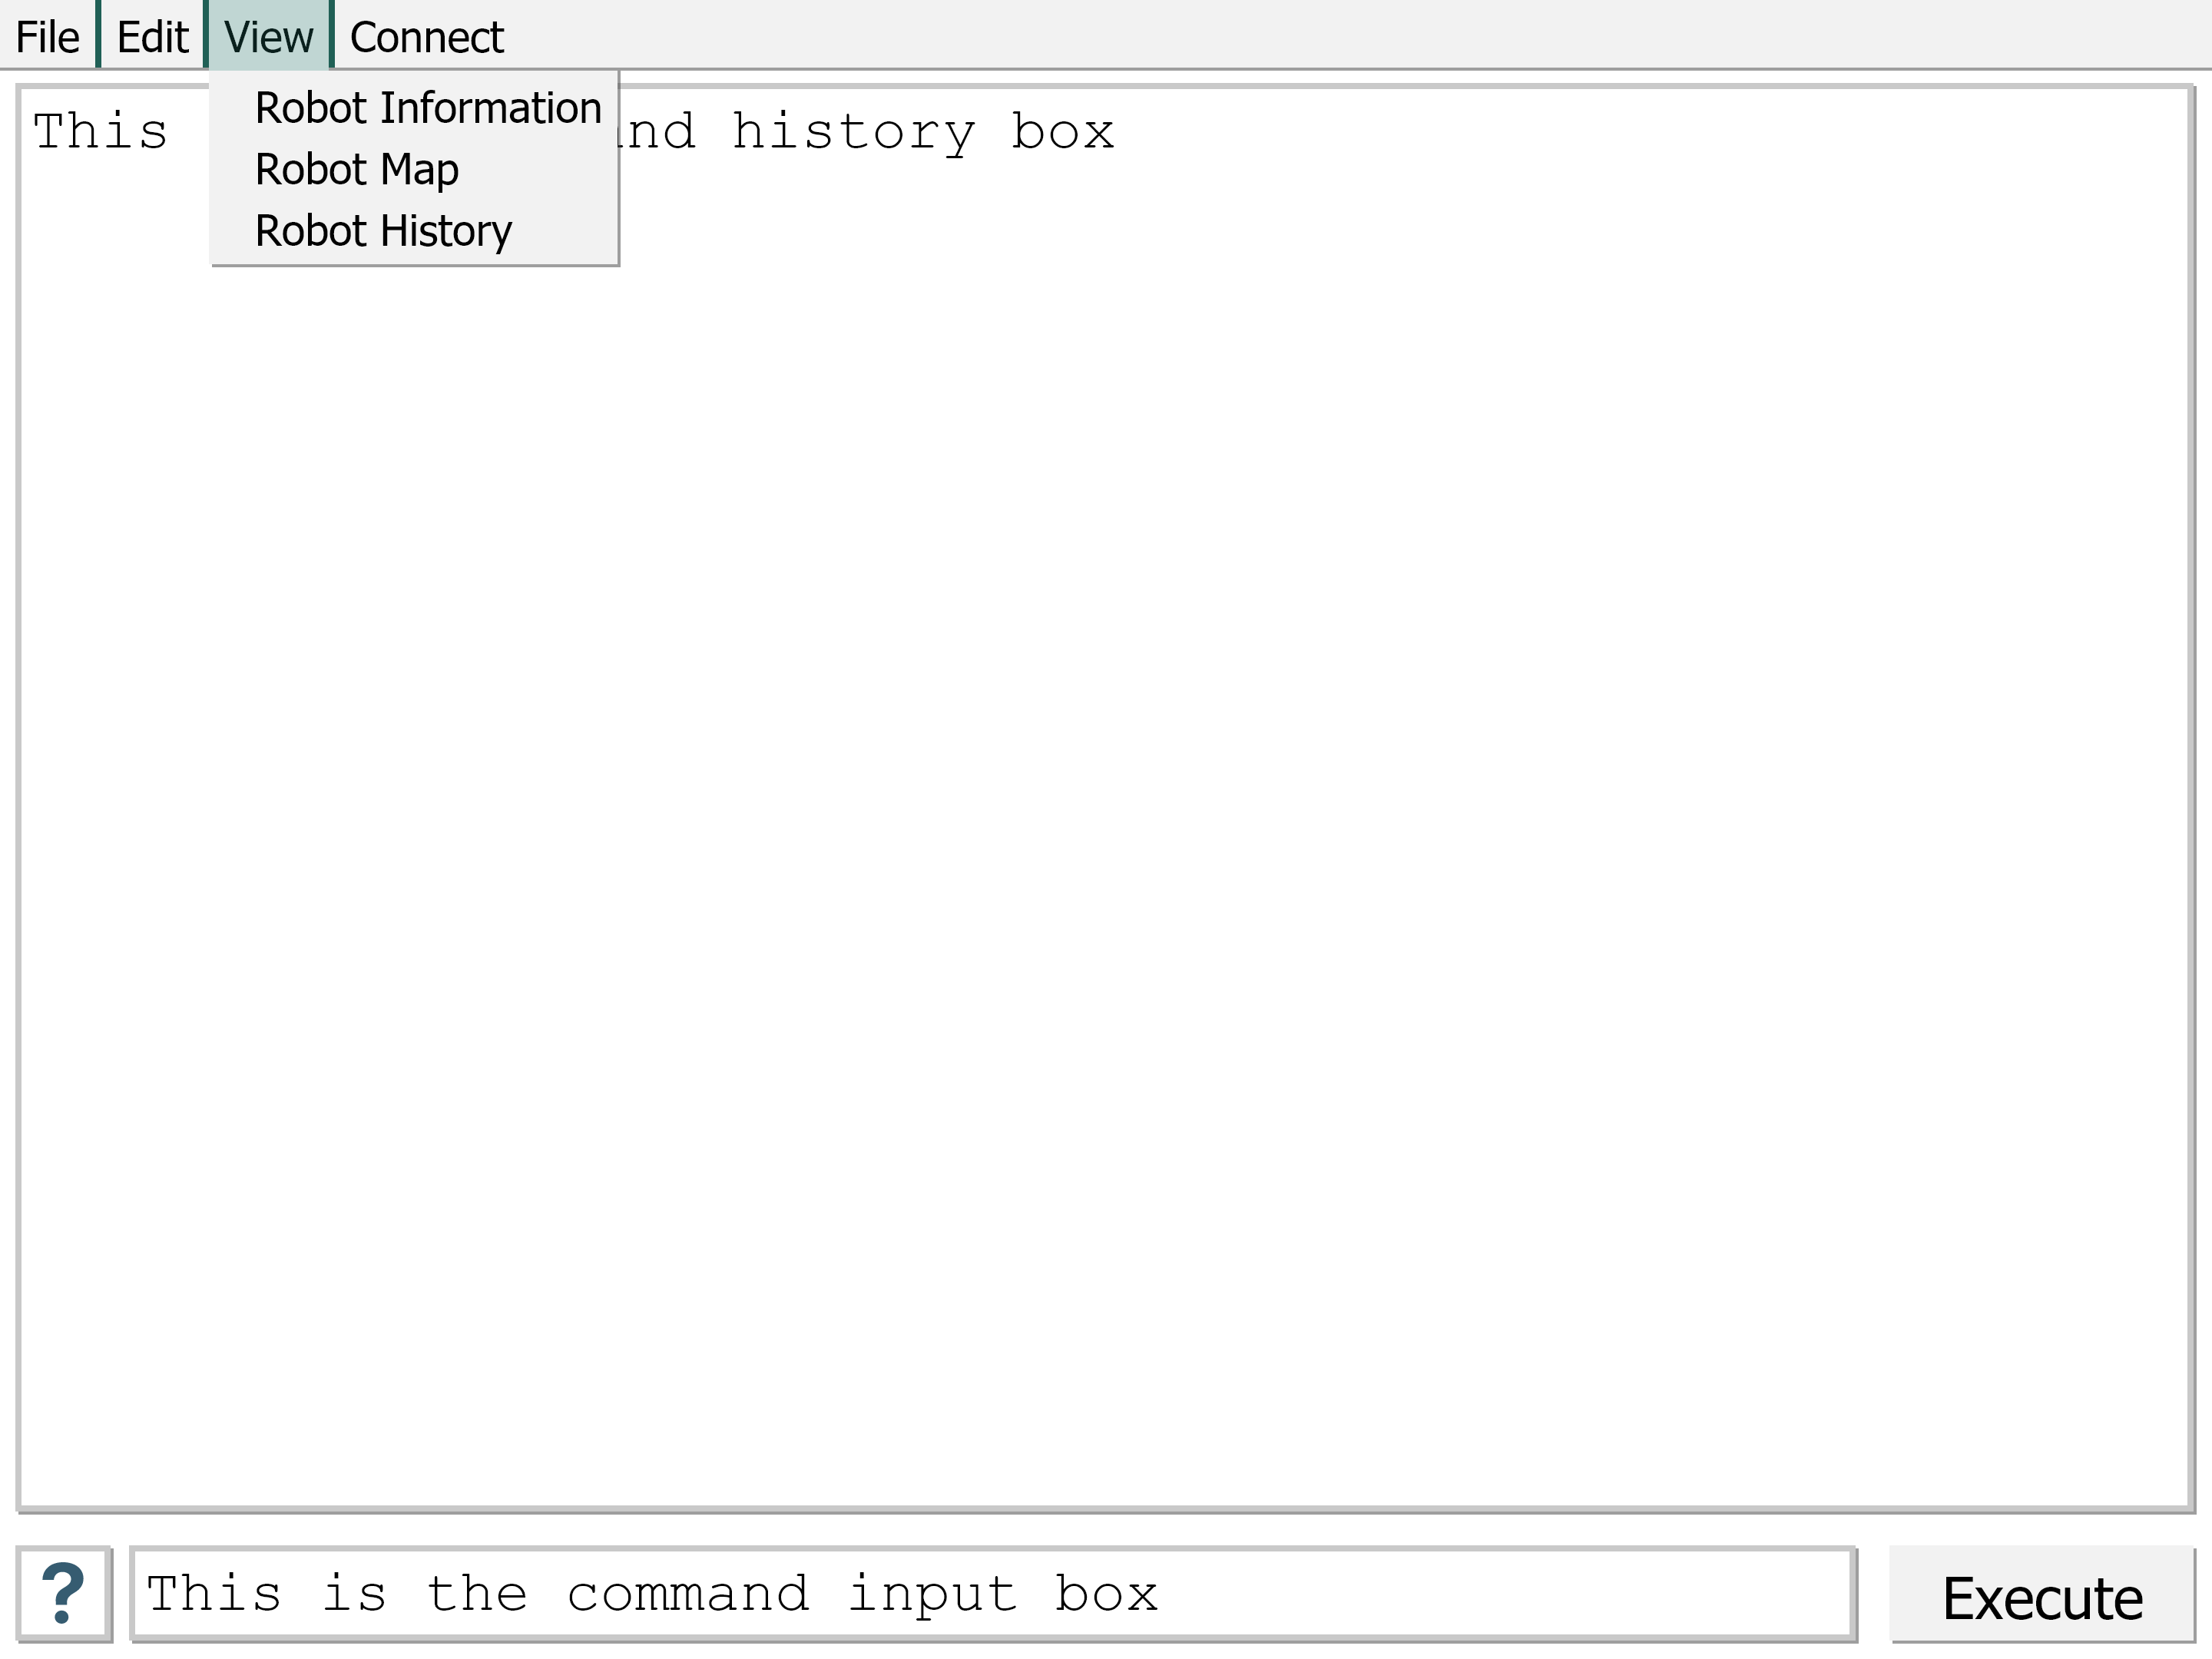 File Edit View Connect
Robot Information
This nd history box
Robot Map
Robot History
? This is the command input box Execute